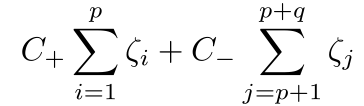 $C_{+} \sum_{i=1}^{p} \zeta_i + C_{-} \sum_{j=p+1}^{p+q} \zeta_j$